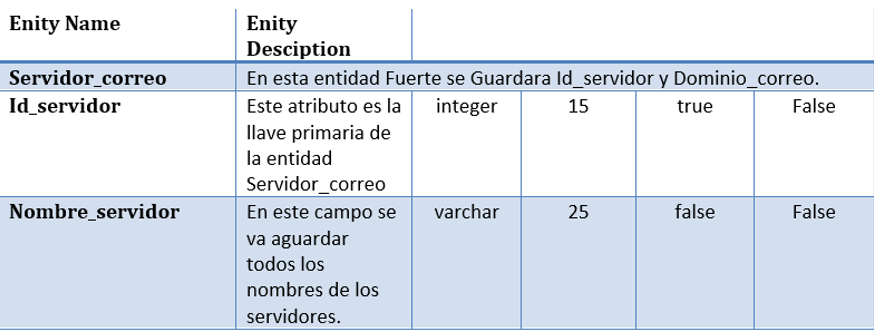 Enity Name Enity
Desciption
Servidor_correo En esta entidad Fuerte se Guardara Id_servidor y Dominio_correo.
Id_servidor Este atributo es la integer 15 true False
llave primaria de
la entidad
Servidor_correo
Nombre_servidor En este campo se varchar 25 false False
va aguardar
todos los
nombres de los
servidores.